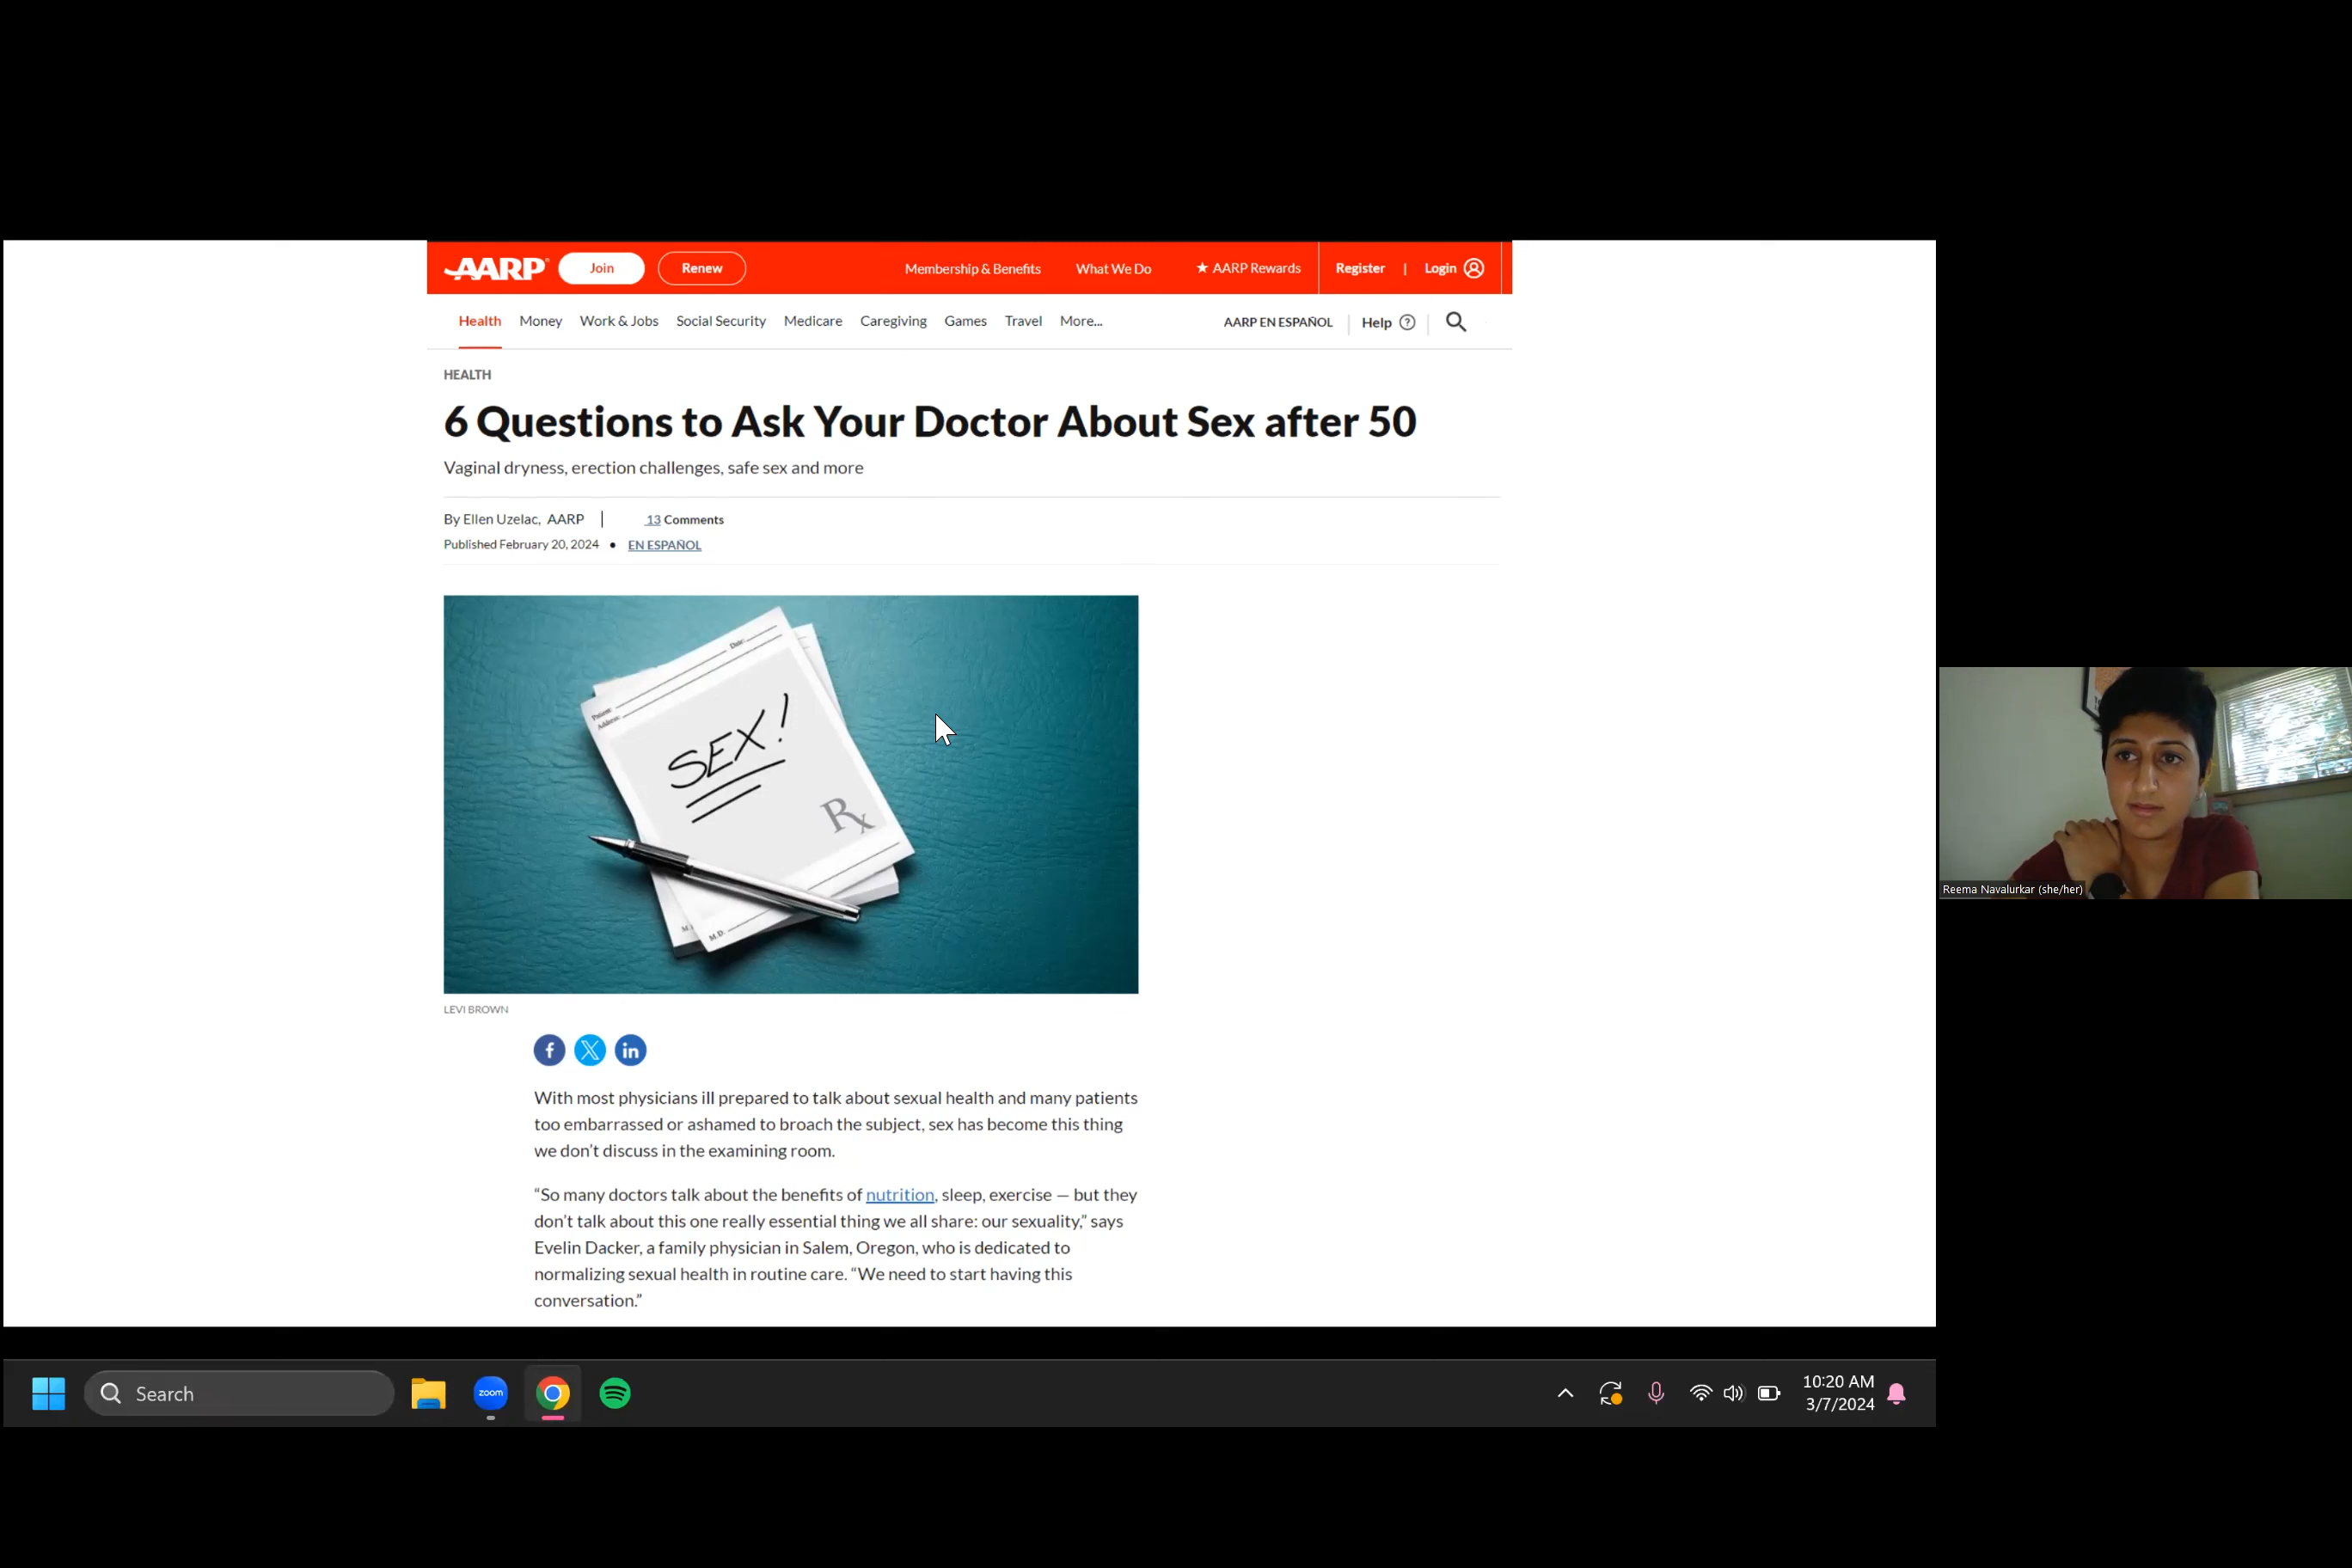 AARP
Join
Renew
Membership & Benefits
What We Do
★ AARP Rewards
Register | Login
Health Money Work & Jobs Social Security Medicare Caregiving Games Travel More...
AARP EN ESPAÑOL
Help ?
HEALTH
6 Questions to Ask Your Doctor About Sex after 50
Vaginal dryness, erection challenges, safe sex and more
By Ellen Uzelac, AARP | 13 Comments
Published February 20, 2024 • EN ESPAÑOL
Date:
Patient:
Address:
SEX!
Rx
M.
M.D.
LEVI BROWN
f X in
With most physicians ill prepared to talk about sexual health and many patients
too embarrassed or ashamed to broach the subject, sex has become this thing
we don’t discuss in the examining room.
“So many doctors talk about the benefits of nutrition, sleep, exercise — but they
don’t talk about this one really essential thing we all share: our sexuality,” says
Evelin Dacker, a family physician in Salem, Oregon, who is dedicated to
normalizing sexual health in routine care. “We need to start having this
conversation.”
Reema Navalurkar (she/her)
Search
zoom
10:20 AM
3/7/2024